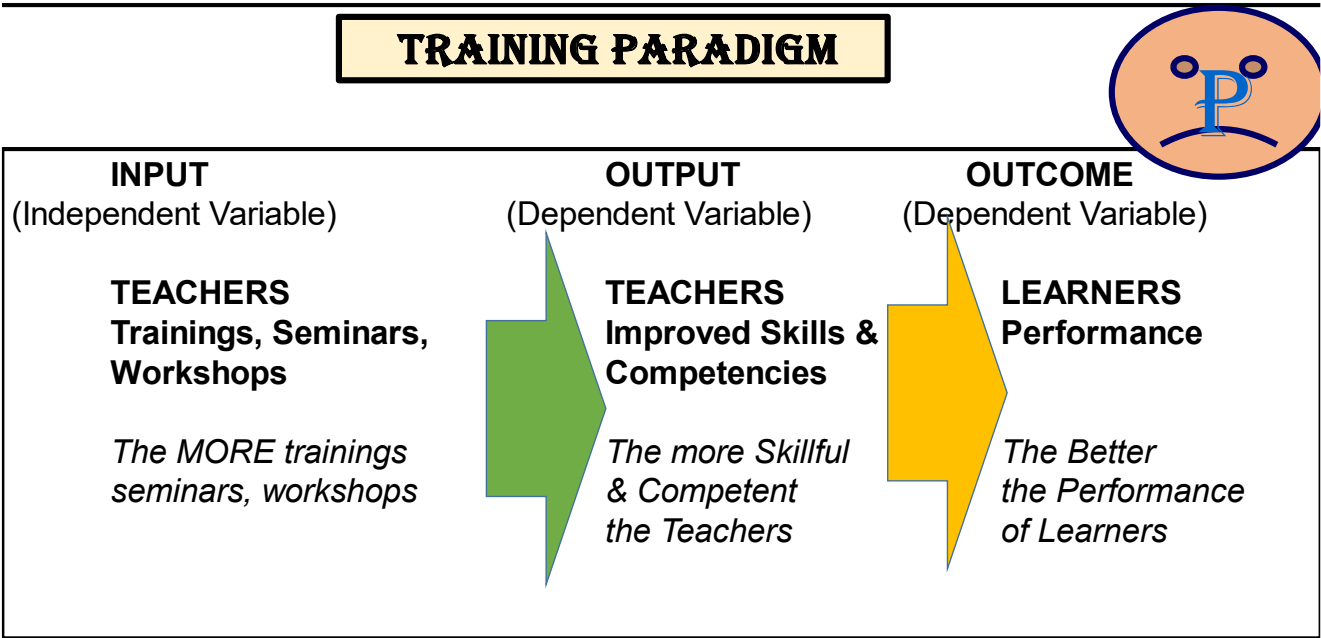 TRAINING PARADIGM
P
INPUT
(Independent Variable)
TEACHERS
Trainings, Seminars,
Workshops
The MORE trainings
seminars, workshops
OUTPUT
(Dependent Variable)
TEACHERS
Improved Skills &
Competencies
The more Skillful
& Competent
the Teachers
OUTCOME
(Dependent Variable)
LEARNERS
Performance
The Better
the Performance
of Learners